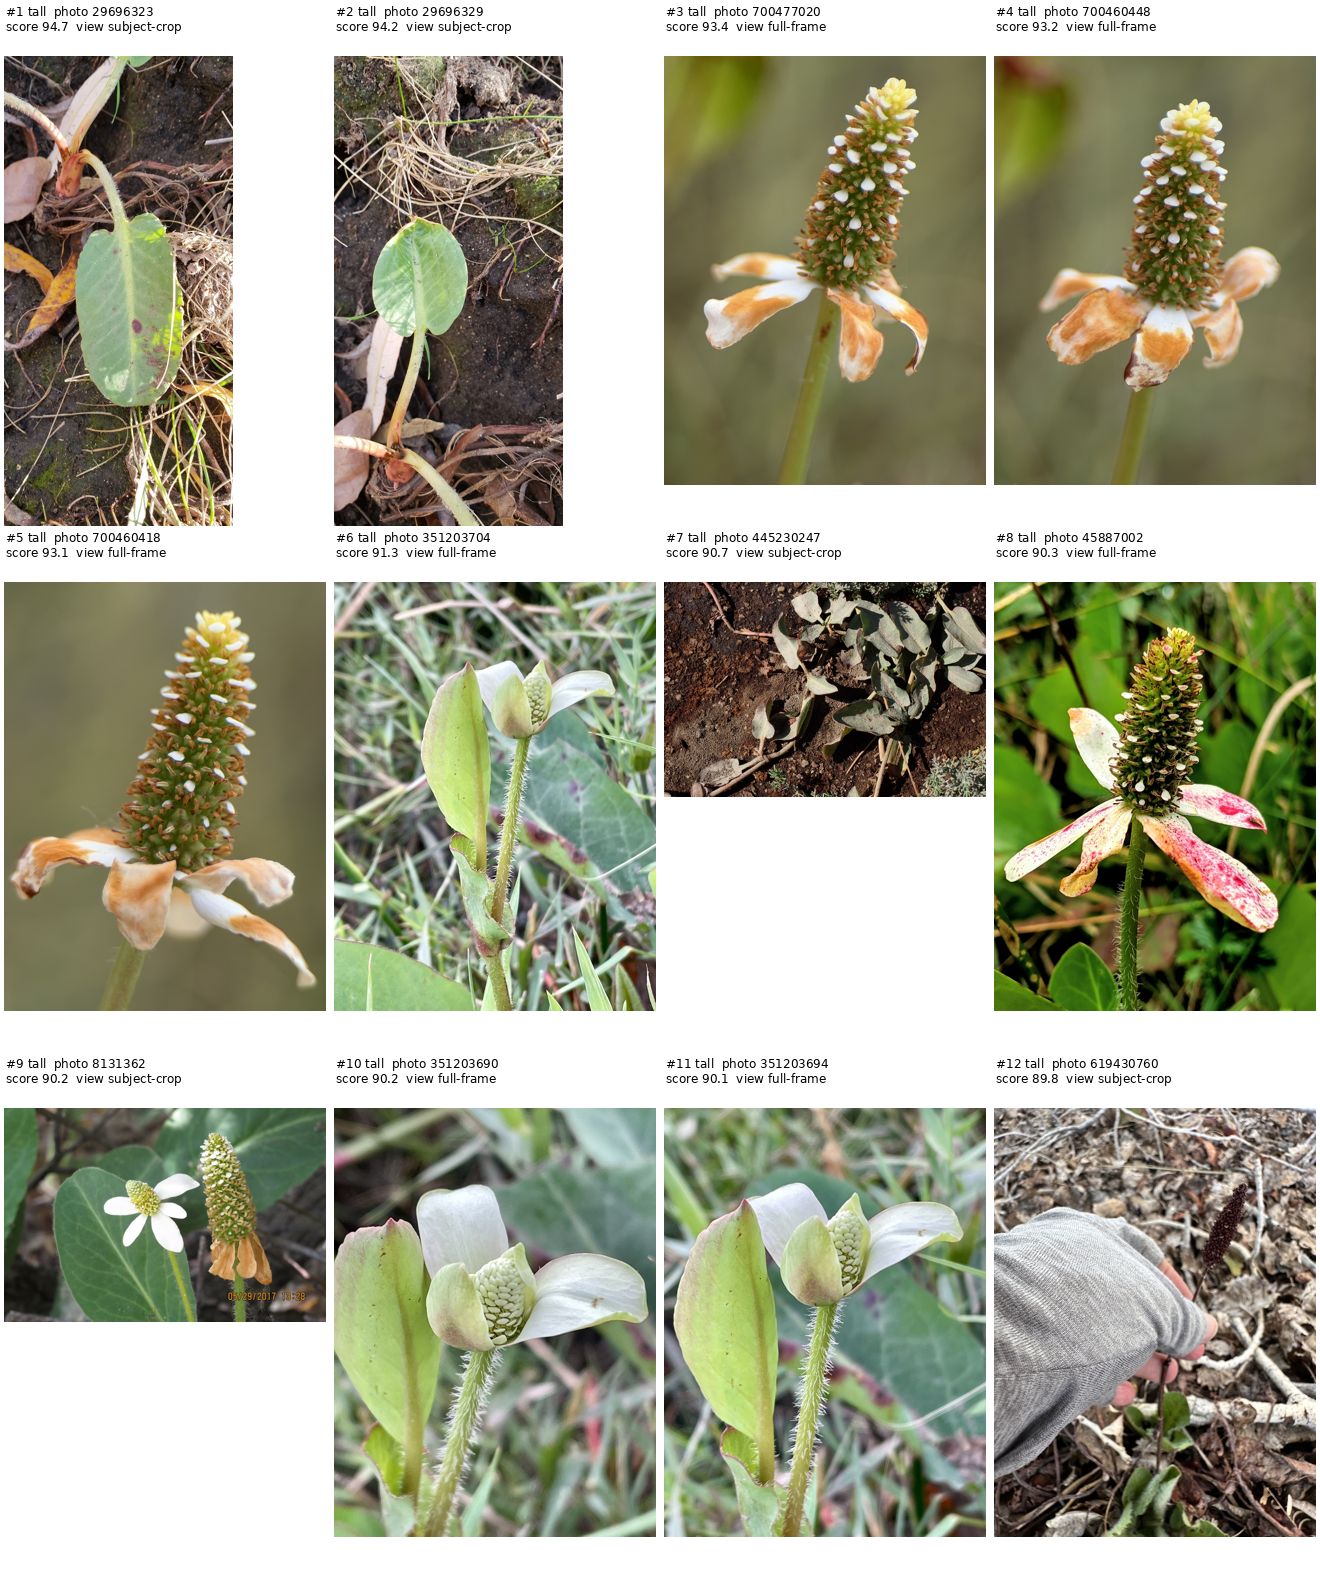 #1 tall photo 29696323
score 94.7 view subject-crop
#2 tall photo 29696329
score 94.2 view subject-crop
#3 tall photo 700477020
score 93.4 view full-frame
#4 tall photo 700460448
score 93.2 view full-frame
#5 tall photo 700460418
score 93.1 view full-frame
#6 tall photo 351203704
score 91.3 view full-frame
#7 tall photo 445230247
score 90.7 view subject-crop
#8 tall photo 45887002
score 90.3 view full-frame
#9 tall photo 8131362
score 90.2 view subject-crop
#10 tall photo 351203690
score 90.2 view full-frame
#11 tall photo 351203694
score 90.1 view full-frame
#12 tall photo 619430760
score 89.8 view subject-crop